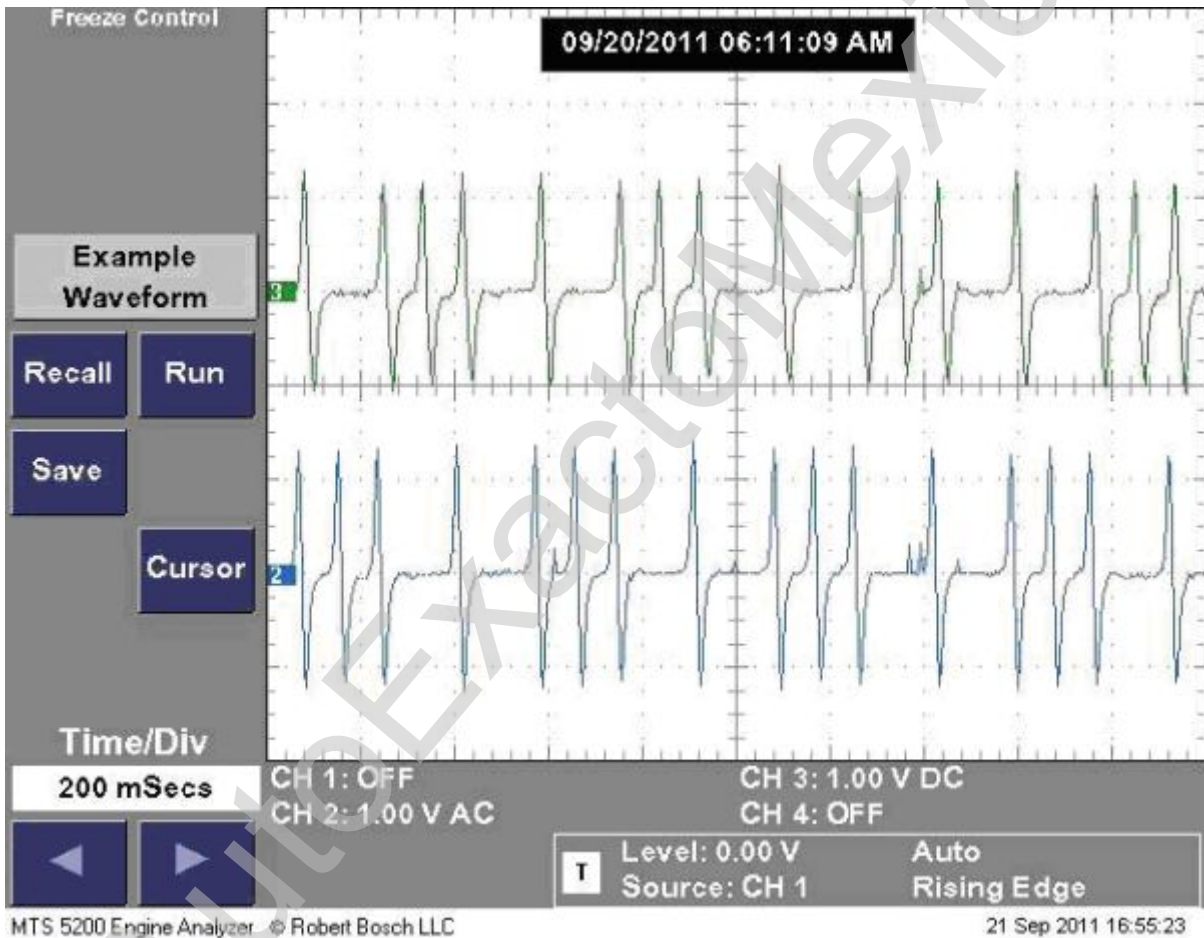 Freeze Control
09/20/2011 06:11:09 AM
Example
Waveform
3
Recall
Run
Save
Cursor
2
Time/Div
200 mSecs
CH 1: OFF
CH 3: 1.00 V DC
CH 2: 1.00 V AC
CH 4: OFF
T
Level: 0.00 V
Auto
Source: CH 1
Rising Edge
MTS 5200 Engine Analyzer © Robert Bosch LLC
21 Sep 2011 16:55:23
AutoExactoMexico